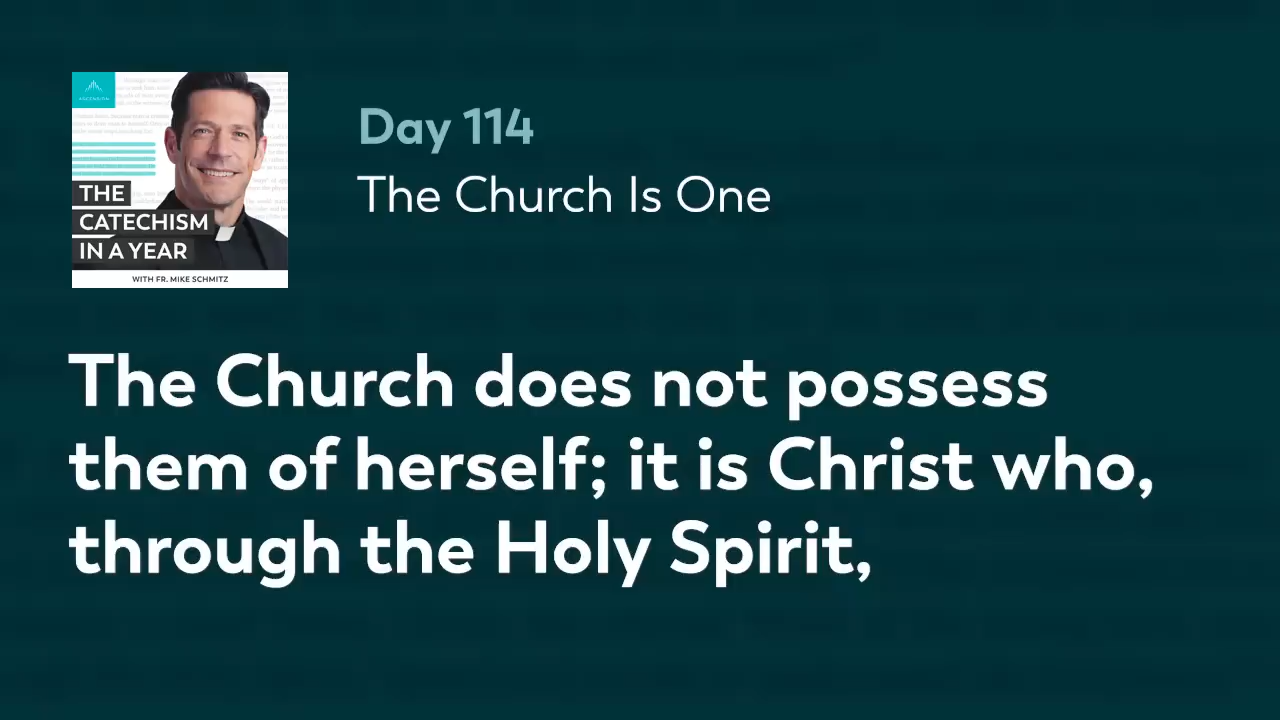 ASCENSION
THE
CATECHISM
IN A YEAR
WITH FR. MIKE SCHMITZ
Day 114
The Church Is One
The Church does not possess
them of herself; it is Christ who,
through the Holy Spirit,